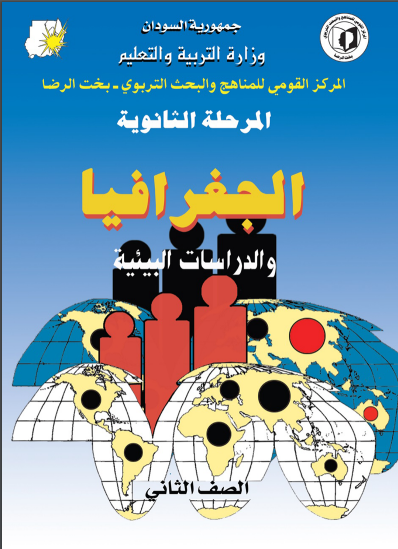 جمهورية السودان
وزارة التربية والتعليم
المركز القومي للمناهج والبحث التربوي - بخت الرضا
المرحلة الثانوية
الجغرافيا
والدراسات البيئية
الصف الثاني